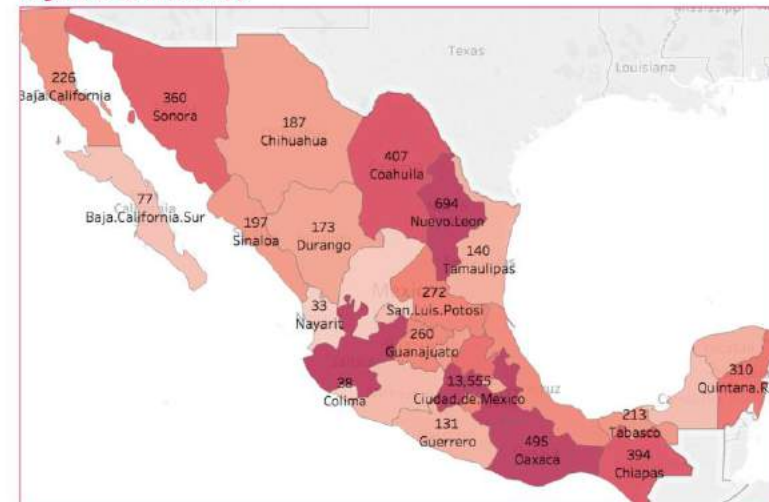 Texas
Louisiana
226
Baja.California
360
Sonora
187
Chihuahua
407
Coahuila
694
Nuevo.Leon
77
Baja.California.Sur
197
Sinaloa
173
Durango
140
Tamaulipas
272
San.Luis.Potosi
33
Nayarit
260
Guanajuato
38
Colima
13,555
Ciudad.de.Mexico
131
Guerrero
495
Oaxaca
310
Quintana.R
213
Tabasco
394
Chiapas